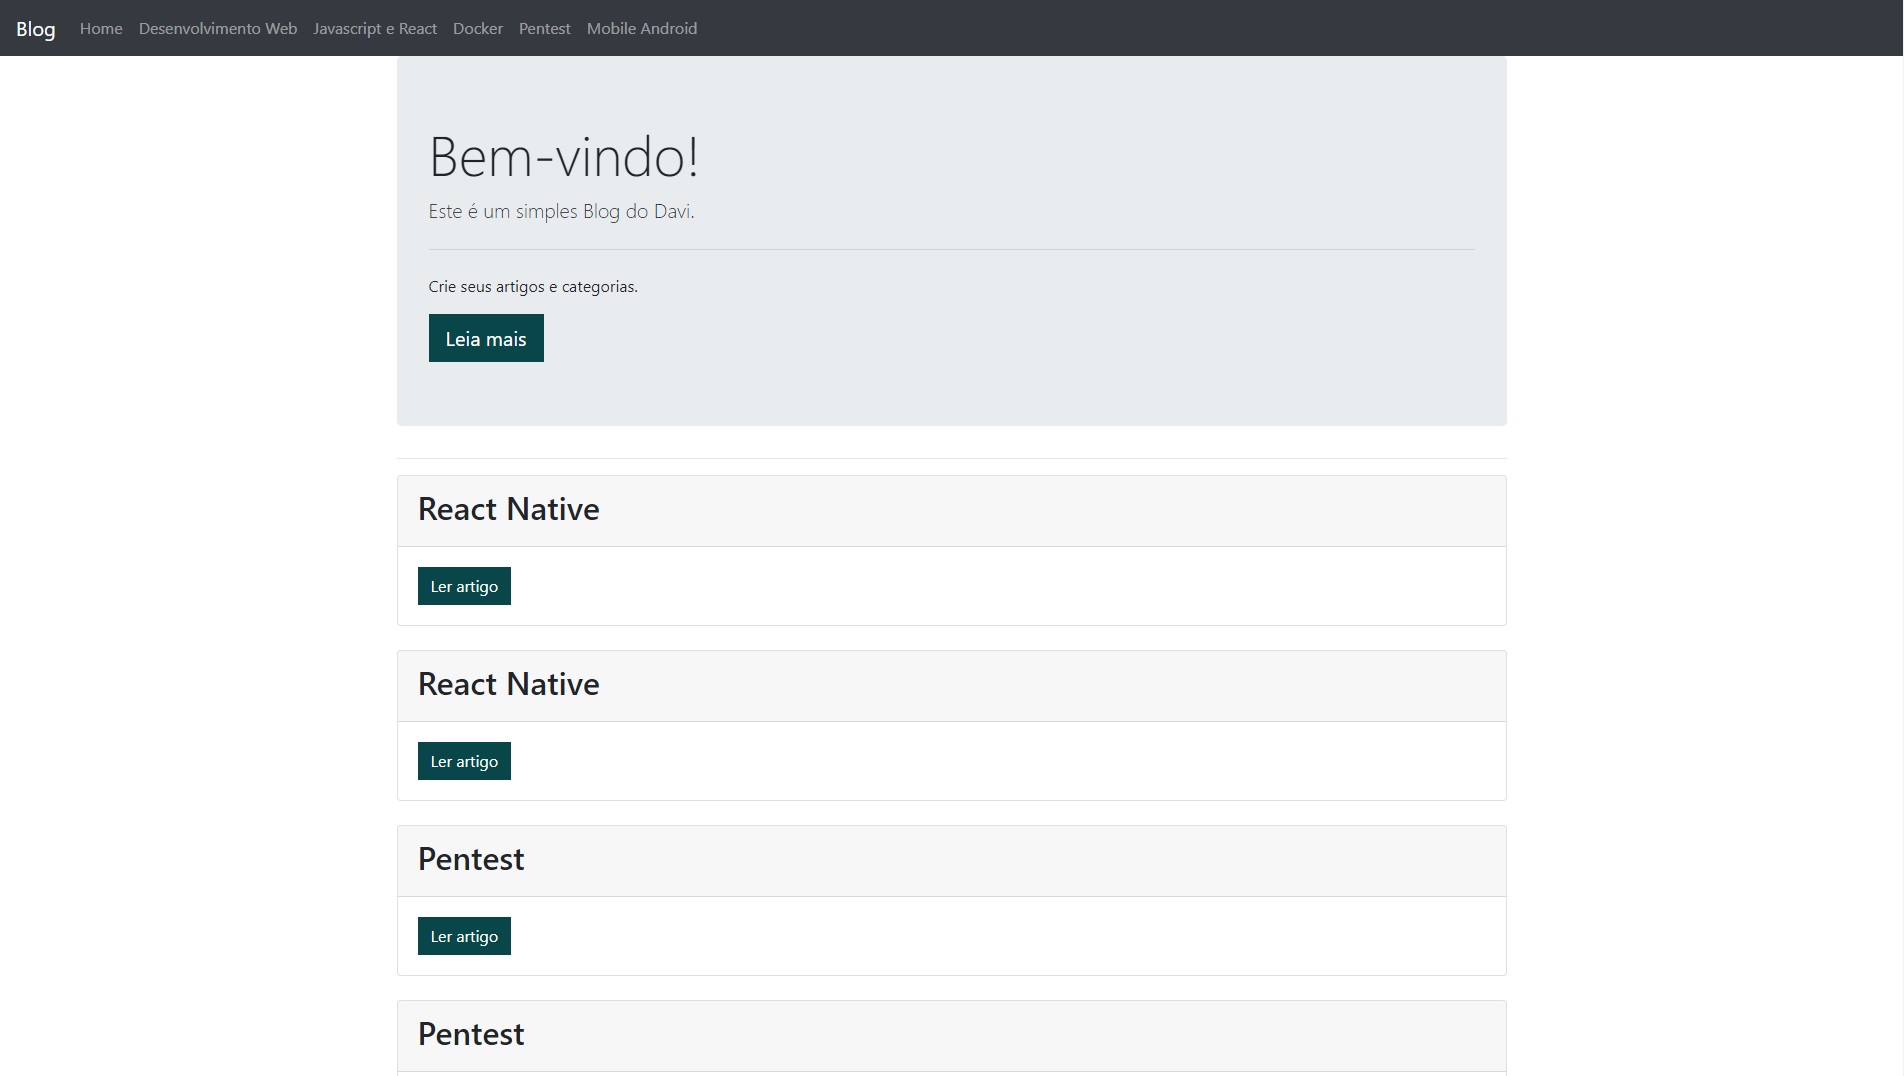 Blog Home Desenvolvimento Web Javascript e React Docker Pentest Mobile Android
Bem-vindo!
Este é um simples Blog do Davi.
Crie seus artigos e categorias.
Leia mais
React Native
Ler artigo
React Native
Ler artigo
Pentest
Ler artigo
Pentest